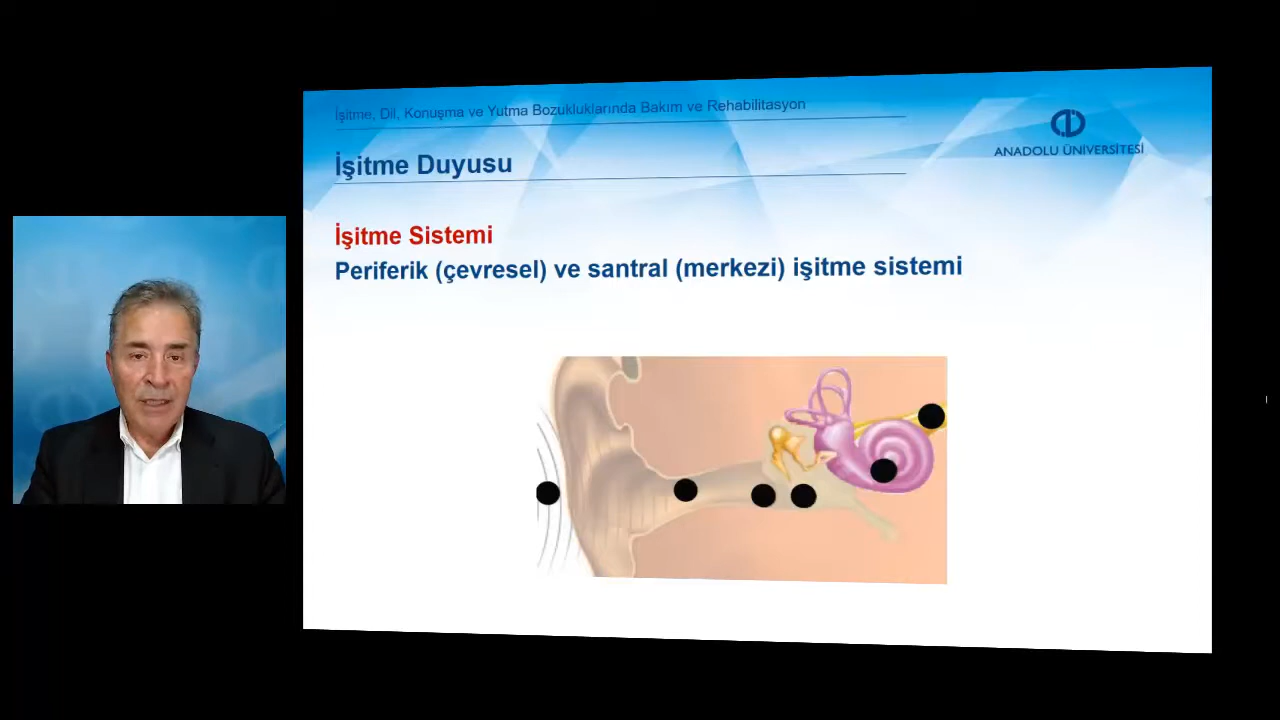 İşitme, Dil, Konuşma ve Yutma Bozukluklarında Bakım ve Rehabilitasyon
ANADOLU ÜNİVERSİTESİ
İşitme Duyusu
İşitme Sistemi
Periferik (çevresel) ve santral (merkezi) işitme sistemi